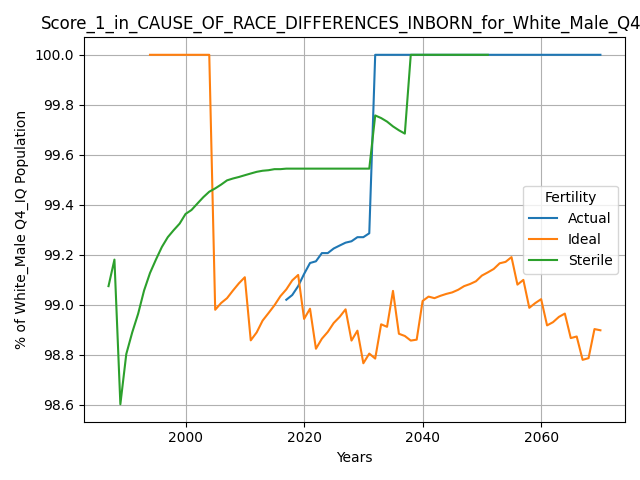 Score_1_in_CAUSE_OF_RACE_DIFFERENCES_INBORN_for_White_Male_Q4
100.0
99.8
99.6
99.4
99.2
99.0
98.8
98.6
% of White_Male Q4_IQ Population
Fertility
Actual
Ideal
Sterile
2000
2020
2040
2060
Years